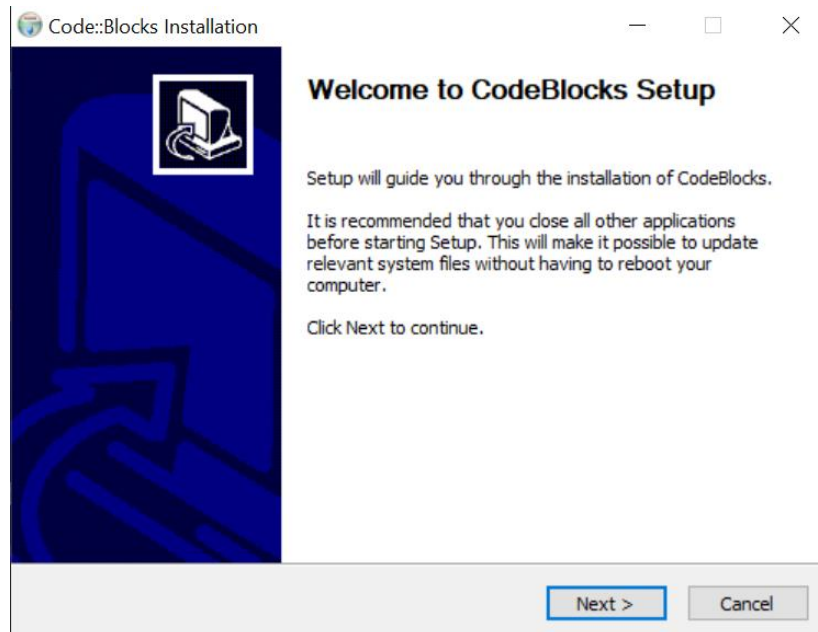 Code::Blocks Installation
Welcome to CodeBlocks Setup
Setup will guide you through the installation of CodeBlocks.
It is recommended that you close all other applications
before starting Setup. This will make it possible to update
relevant system files without having to reboot your
computer.
Click Next to continue.
Next >
Cancel